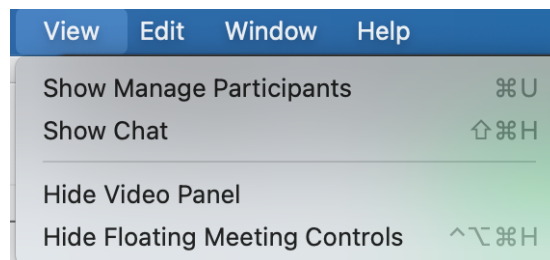 View Edit Window Help
Show Manage Participants ⌘U
Show Chat ⇧⌘H
Hide Video Panel
Hide Floating Meeting Controls ^⌥⌘H